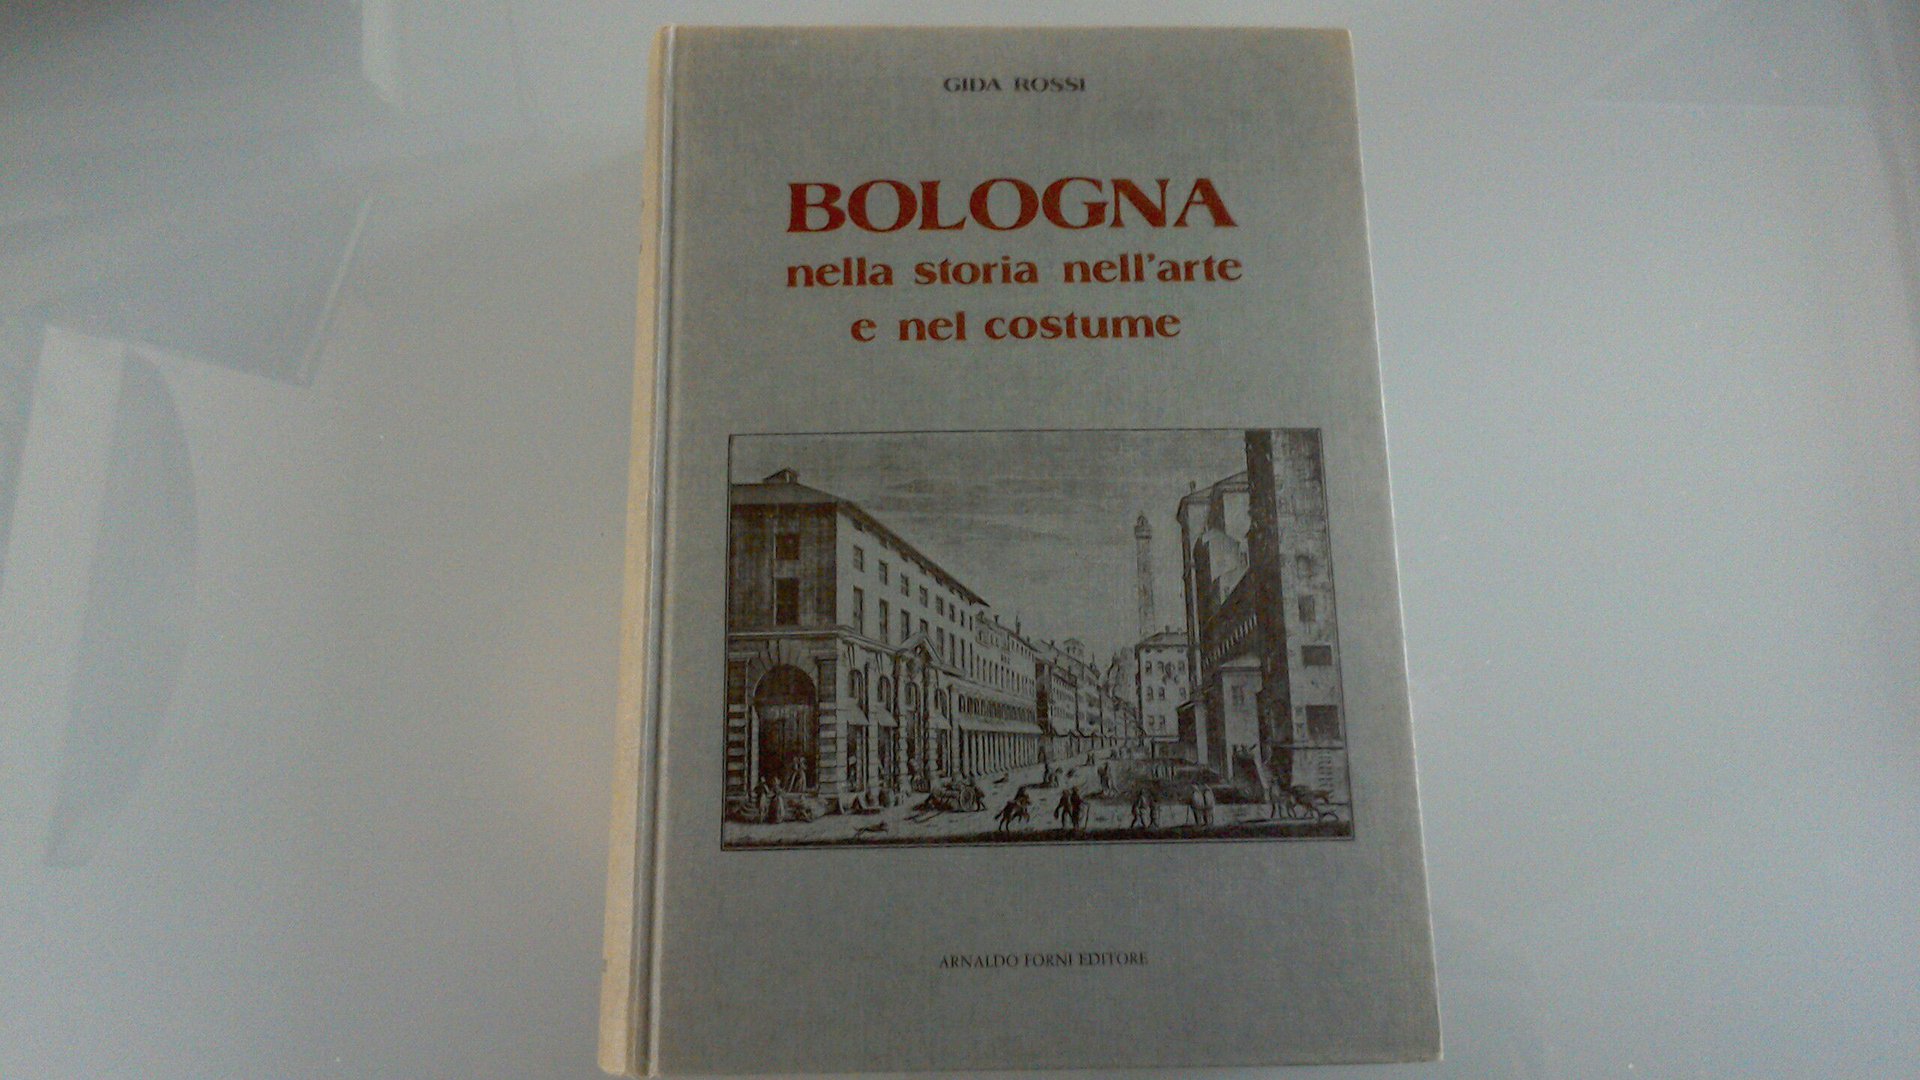 GIDA ROSSI
BOLOGNA
nella storia nell'arte
e nel costume
ARNALDO FORNI EDITORE